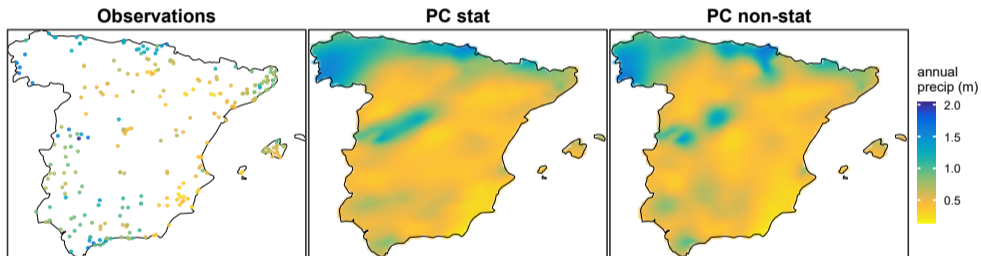 Observations
PC stat
PC non-stat
annual
precip (m)
2.0
1.5
1.0
0.5